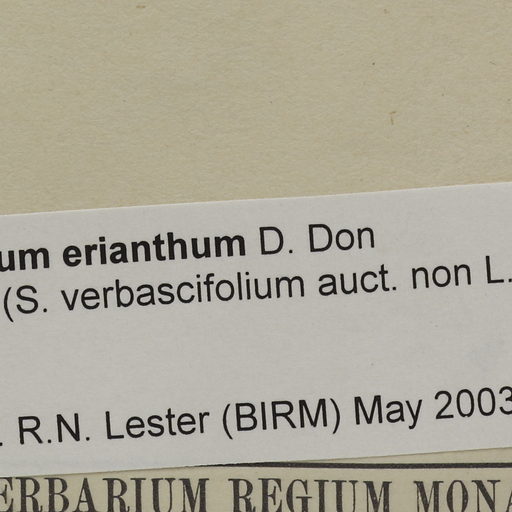 um erianthum D. Don
(S. verbascifolium auct. non L.
. R.N. Lester (BIRM) May 2003
ERBARIUM REGIUM MONA